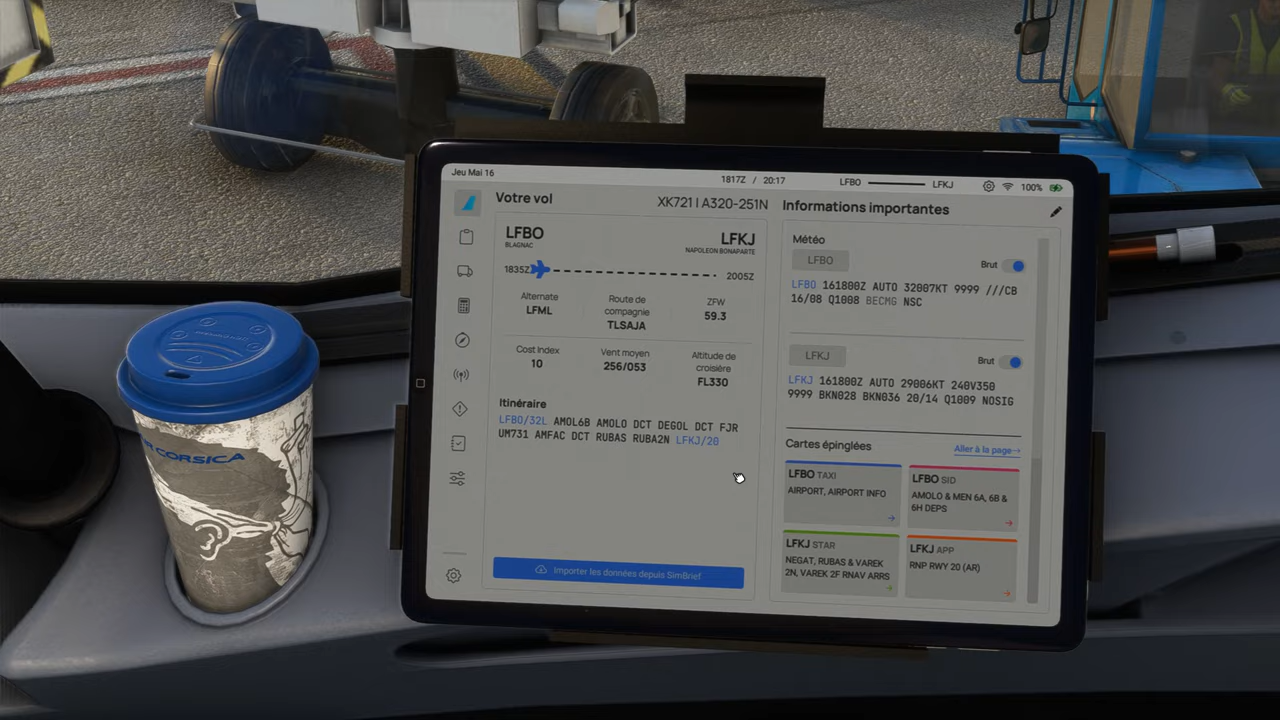 Jeu Mai 16
1817Z / 20:17
LFBO
LFKJ
100%
Votre vol
XK721 | A320-251N
LFBO
BLAGNAC
LFKJ
NAPOLEON BONAPARTE
1835Z
2005Z
Alternate
LFML
Route de
compagnie
TLSAJA
ZFW
59.3
Cost Index
10
Vent moyen
256/053
Altitude de
croisière
FL330
Itinéraire
LFBO/32L AMOL6B AMOLO DCT DEGOL DCT FJR
UM731 AMFAC DCT RUBAS RUBA2N LFKJ/20
Importer les données depuis SimBrief
Informations importantes
Météo
LFBO
Brut
LFBO 161800Z AUTO 32007KT 9999 ///CB
16/08 Q1008 BECMG NSC
LFKJ
Brut
LFKJ 161800Z AUTO 29006KT 240V350
9999 BKN028 BKN036 20/14 Q1009 NOSIG
Cartes épinglées
Aller à la page→
LFBO TAXI
AIRPORT, AIRPORT INFO
LFBO SID
AMOLO & MEN 6A, 6B &
6H DEPS
LFKJ STAR
NEGAT, RUBAS & VAREK
2N, VAREK 2F RNAV ARRS
LFKJ APP
RNP RWY 20 (AR)
CORSICA